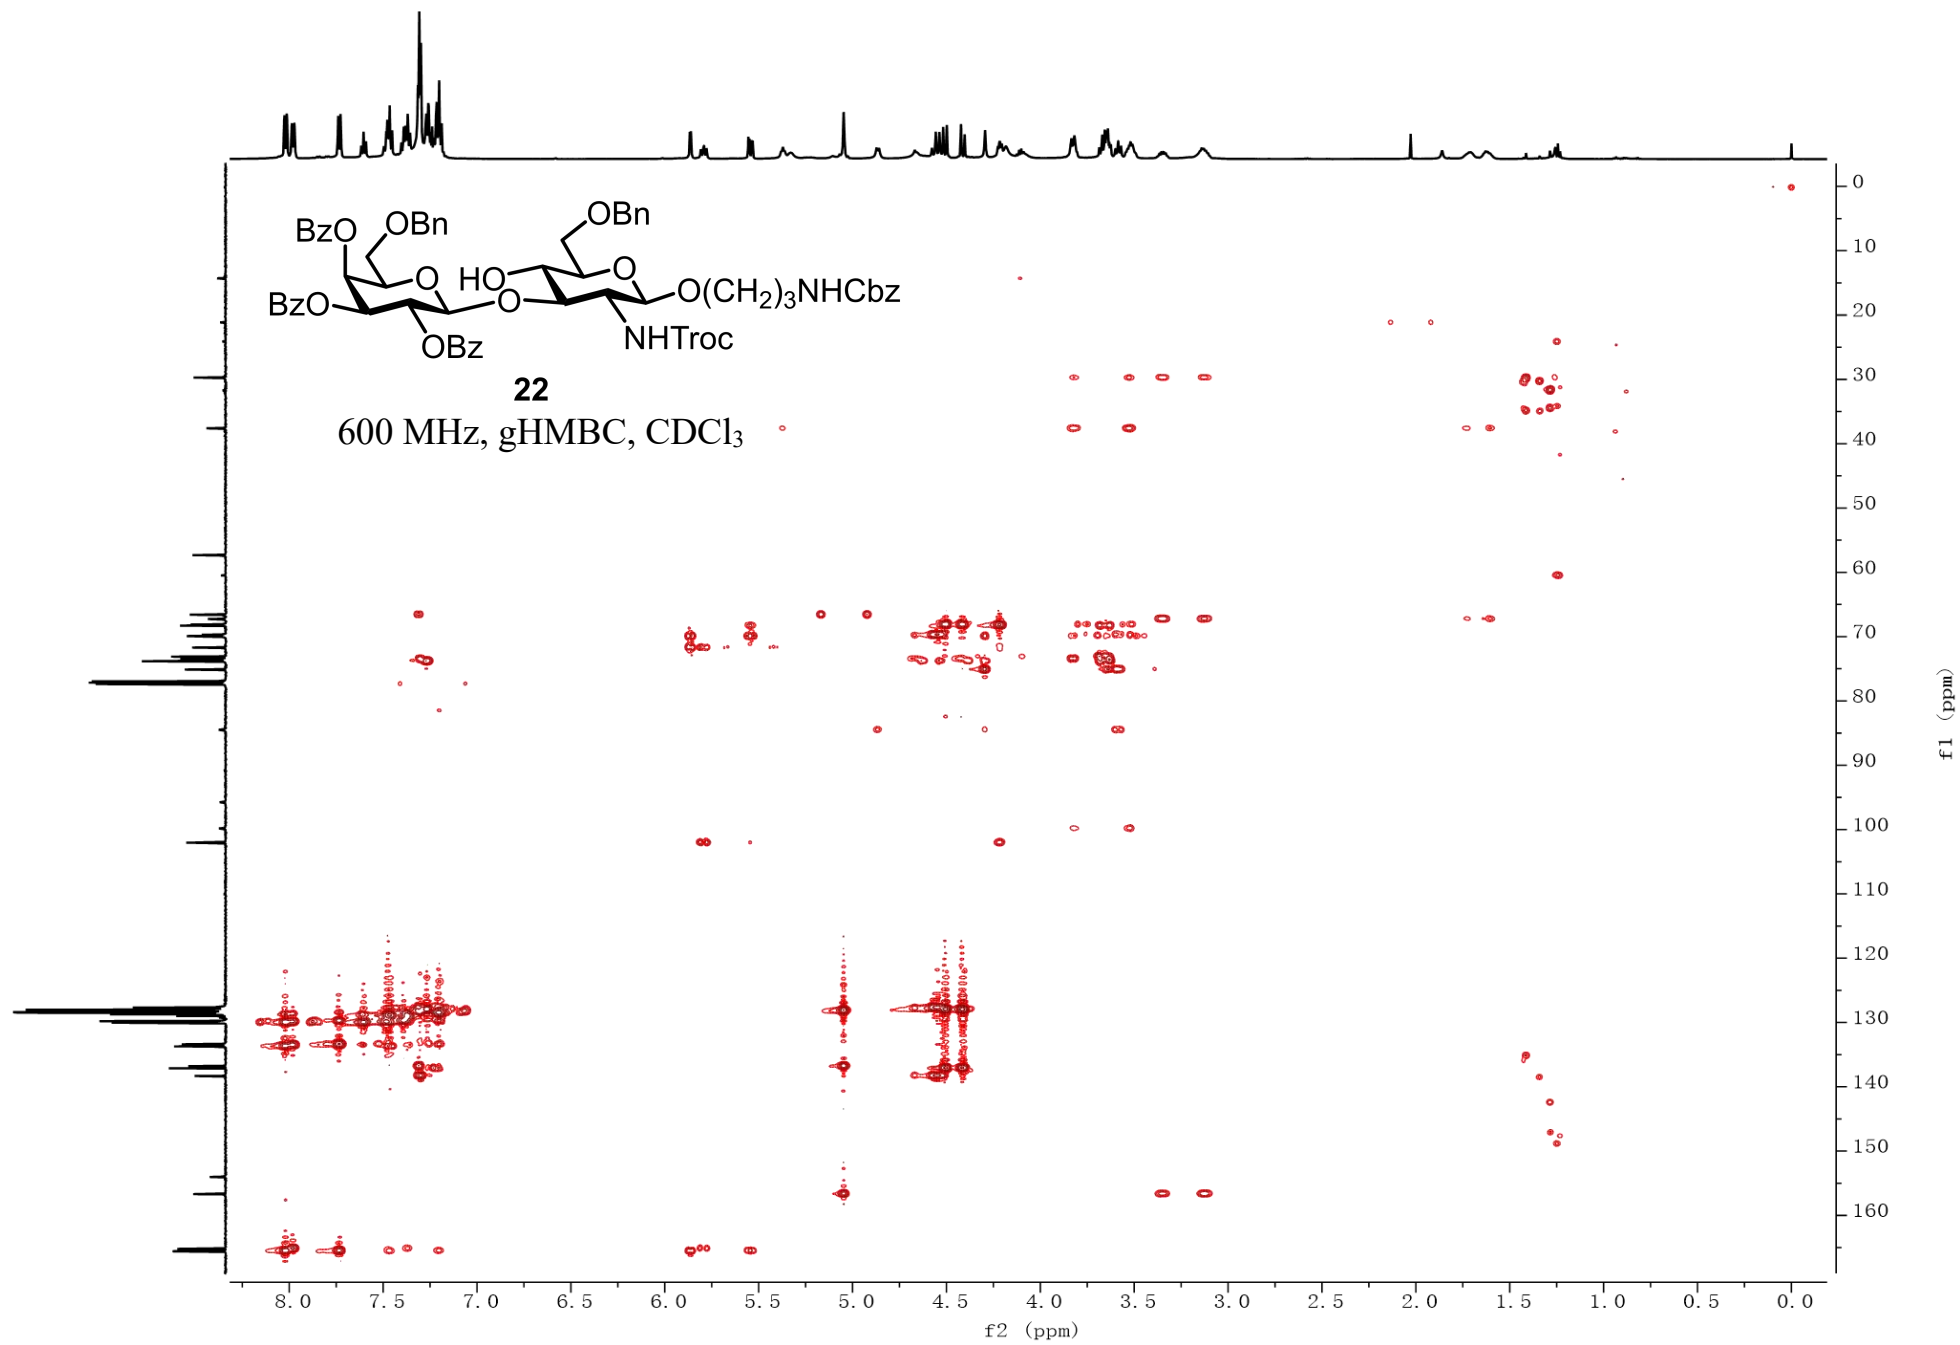 BzO
OBn
OBn
O
HO
O
O(CH₂)₃NHCbz
BzO
O
NHTroc
OBz
22
600 MHz, gHMBC, CDCl₃
0
10
20
30
40
50
60
70
80
90
100
110
120
130
140
150
160
f1 (ppm)
8.0 7.5 7.0 6.5 6.0 5.5 5.0 4.5 4.0 3.5 3.0 2.5 2.0 1.5 1.0 0.5 0.0
f2 (ppm)